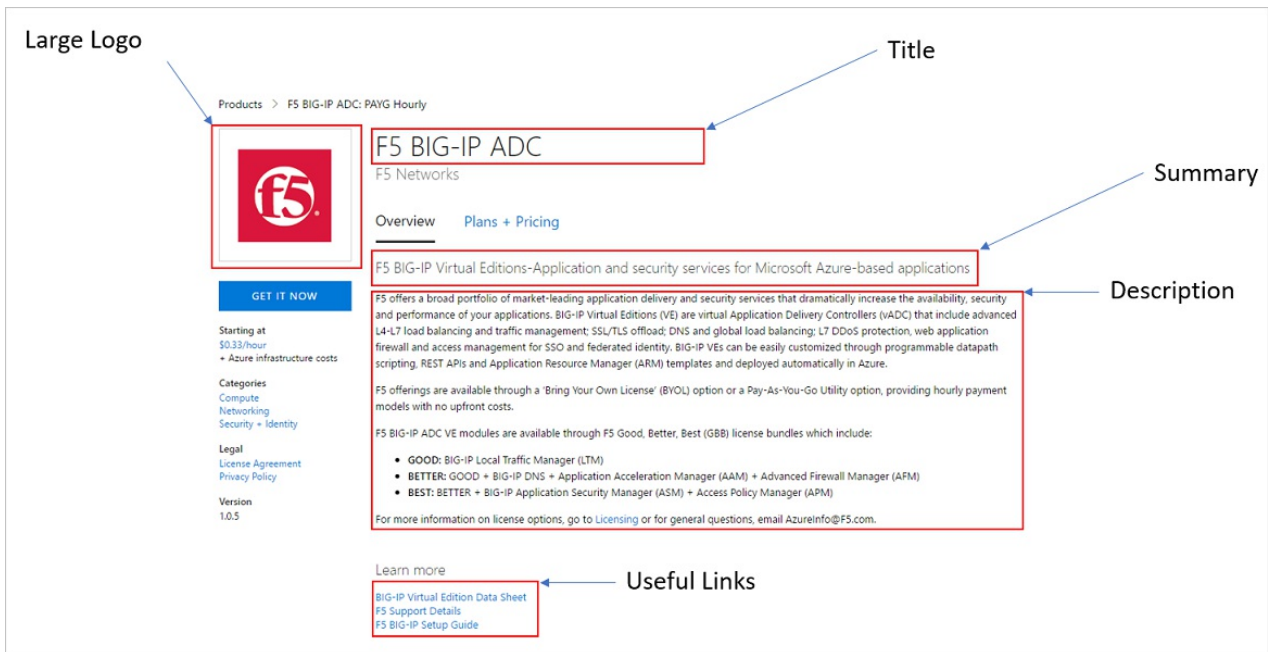 Large Logo
Title
Products > F5 BIG-IP ADC: PAYG Hourly
f5
F5 BIG-IP ADC
F5 Networks
Summary
Overview Plans + Pricing
F5 BIG-IP Virtual Editions-Application and security services for Microsoft Azure-based applications
Description
GET IT NOW
Starting at
$0.33/hour
+ Azure infrastructure costs
Categories
Compute
Networking
Security + Identity
Legal
License Agreement
Privacy Policy
Version
1.0.5
F5 offers a broad portfolio of market-leading application delivery and security services that dramatically increase the availability, security
and performance of your applications. BIG-IP Virtual Editions (VE) are virtual Application Delivery Controllers (vADC) that include advanced
L4-L7 load balancing and traffic management; SSL/TLS offload; DNS and global load balancing; L7 DDoS protection, web application
firewall and access management for SSO and federated identity. BIG-IP VEs can be easily customized through programmable datapath
scripting, REST APIs and Application Resource Manager (ARM) templates and deployed automatically in Azure.
F5 offerings are available through a 'Bring Your Own License' (BYOL) option or a Pay-As-You-Go Utility option, providing hourly payment
models with no upfront costs.
F5 BIG-IP ADC VE modules are available through F5 Good, Better, Best (GBB) license bundles which include:
• GOOD: BIG-IP Local Traffic Manager (LTM)
• BETTER: GOOD + BIG-IP DNS + Application Acceleration Manager (AAM) + Advanced Firewall Manager (AFM)
• BEST: BETTER + BIG-IP Application Security Manager (ASM) + Access Policy Manager (APM)
For more information on license options, go to Licensing or for general questions, email AzureInfo@F5.com.
Learn more
Useful Links
BIG-IP Virtual Edition Data Sheet
F5 Support Details
F5 BIG-IP Setup Guide